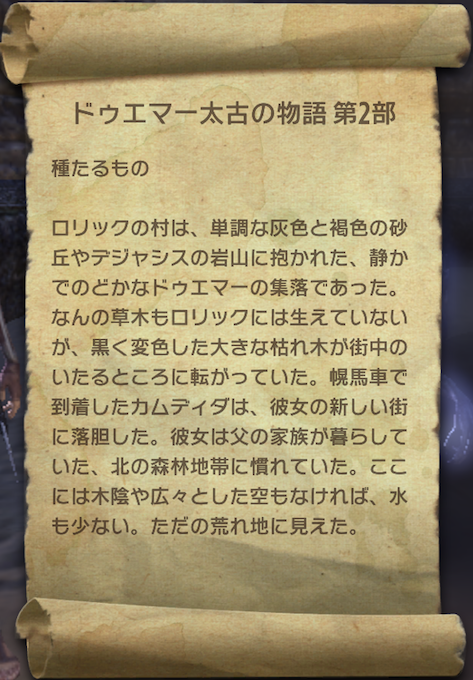 ドゥエマー太古の物語 第2部
種たるもの
ロリックの村は、単調な灰色と褐色の砂
丘やデジャシスの岩山に抱かれた、静か
でのどかなドゥエマーの集落であった。
なんの草木もロリックには生えていない
が、黒く変色した大きな枯れ木が街中の
いたるところに転がっていた。幌馬車で
到着したカムディダは、彼女の新しい街
に落胆した。彼女は父の家族が暮らして
いた、北の森林地帯に慣れていた。ここ
には木陰や広々とした空もなければ、水
も少ない。ただの荒れ地に見えた。